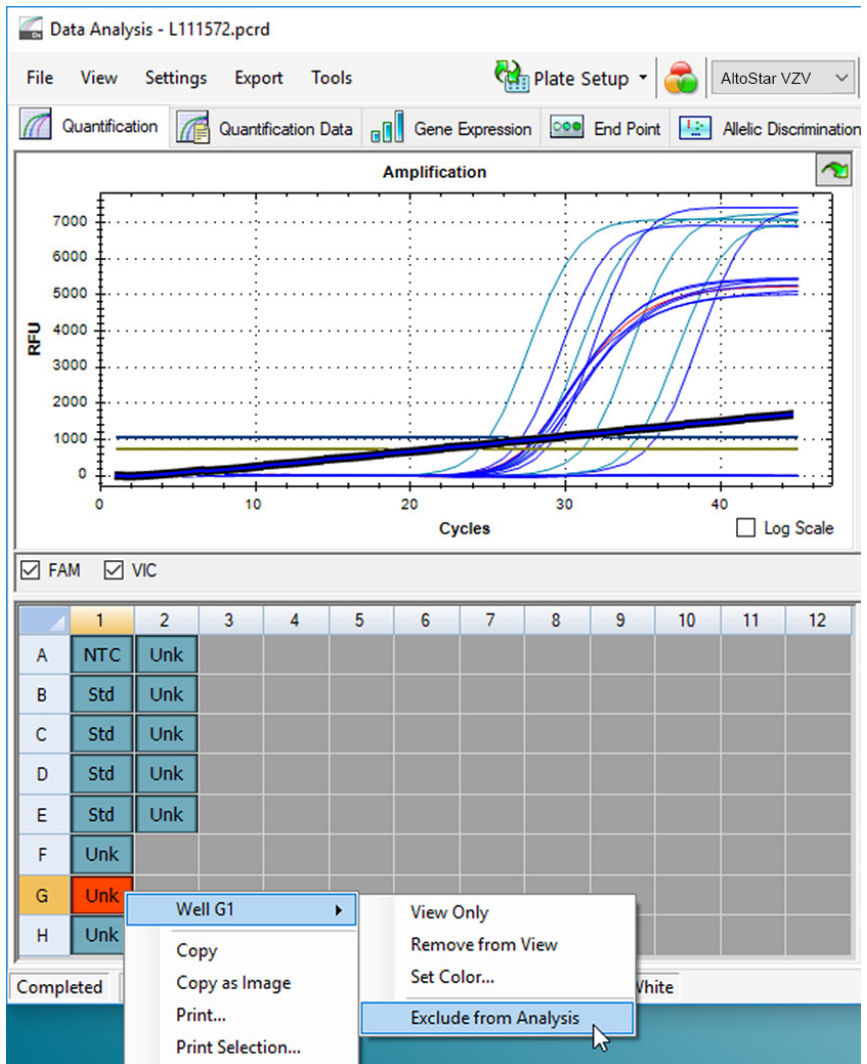 Data Analysis - L111572.pcrd
File View Settings Export Tools Plate Setup AltoStar VZV
Quantification Quantification Data Gene Expression End Point Allelic Discrimination
Amplification
7000
6000
5000
4000
3000
2000
1000
0
RFU
0 10 20 30 40
Cycles
Log Scale
FAM VIC
1 2 3 4 5 6 7 8 9 10 11 12
A NTC Unk
B Std Unk
C Std Unk
D Std Unk
E Std Unk
F Unk
G Unk
H Unk
Well G1
Copy
Copy as Image
Print...
Print Selection...
View Only
Remove from View
Set Color...
Exclude from Analysis
Completed